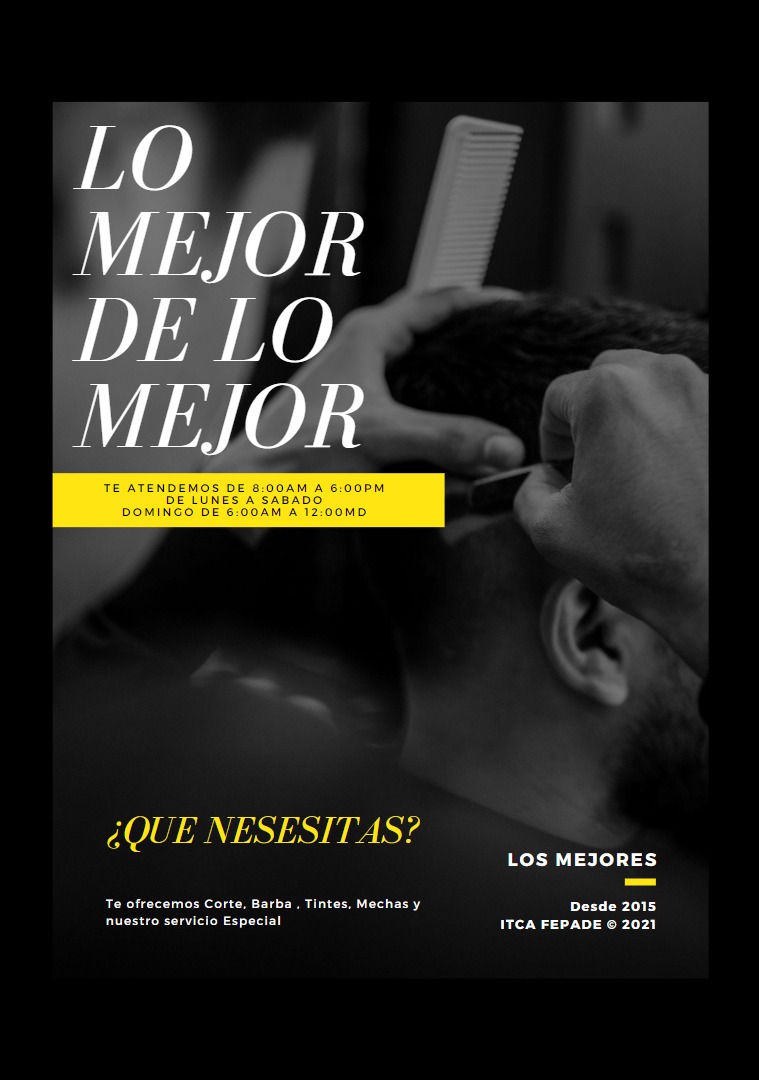 LO
MEJOR
DE LO
MEJOR
TE ATENDEMOS DE 8:00AM A 6:00PM
DE LUNES A SABADO
DOMINGO DE 6:00AM A 12:00MD
¿QUE NESESITAS?
Te ofrecemos Corte, Barba , Tintes, Mechas y
nuestro servicio Especial
LOS MEJORES
Desde 2015
ITCA FEPADE © 2021